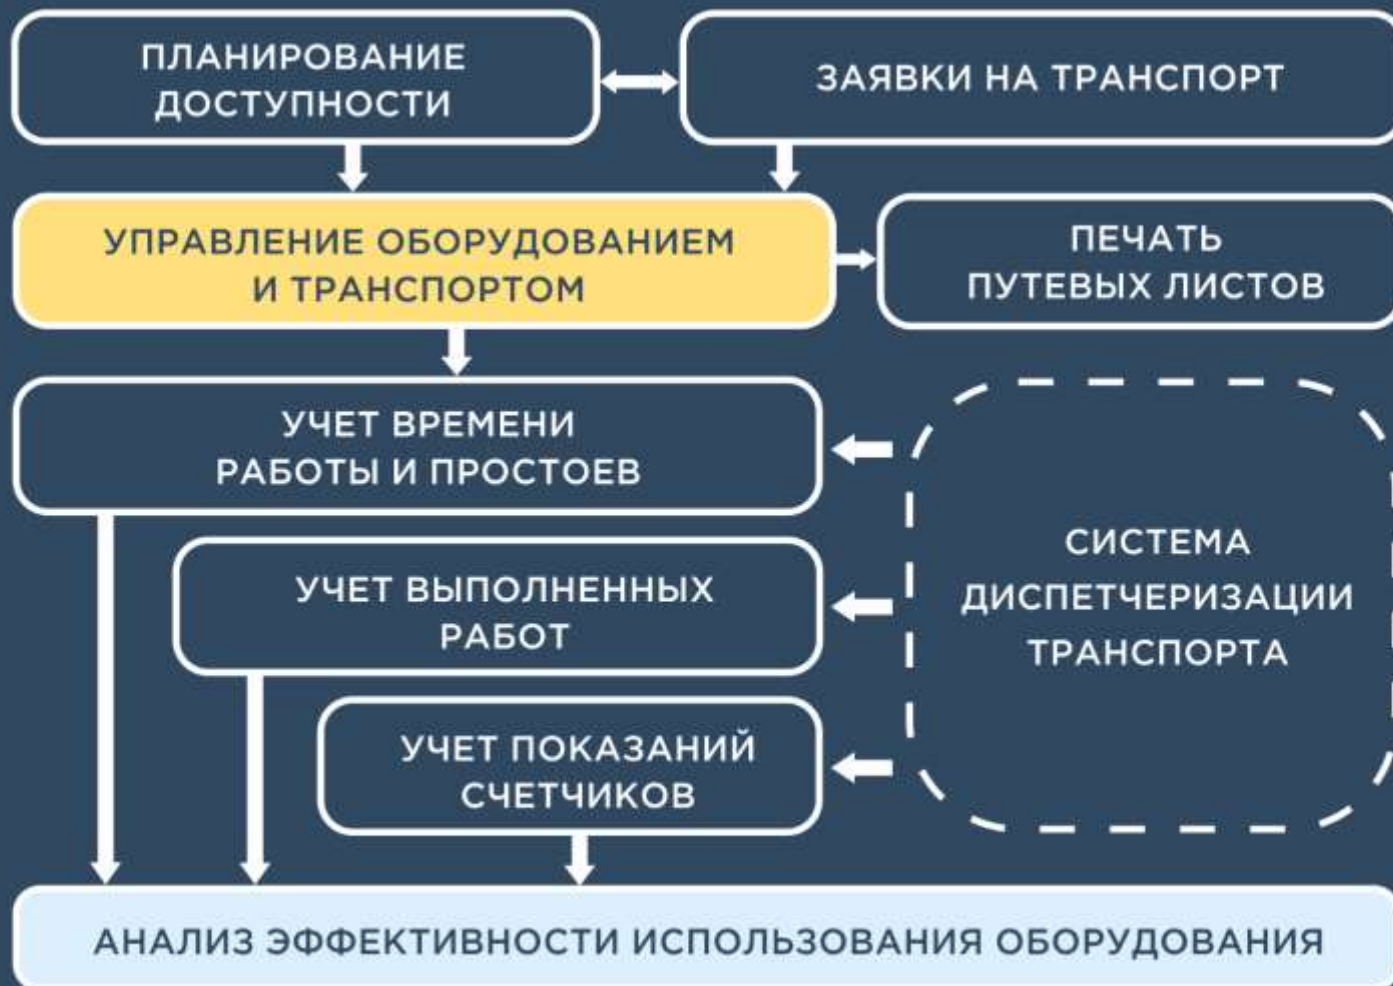 ПЛАНИРОВАНИЕ
ДОСТУПНОСТИ
ЗАЯВКИ НА ТРАНСПОРТ
УПРАВЛЕНИЕ ОБОРУДОВАНИЕМ
И ТРАНСПОРТОМ
ПЕЧАТЬ
ПУТЕВЫХ ЛИСТОВ
УЧЕТ ВРЕМЕНИ
РАБОТЫ И ПРОСТОЕВ
УЧЕТ ВЫПОЛНЕННЫХ
РАБОТ
УЧЕТ ПОКАЗАНИЙ
СЧЕТЧИКОВ
СИСТЕМА
ДИСПЕТЧЕРИЗАЦИИ
ТРАНСПОРТА
АНАЛИЗ ЭФФЕКТИВНОСТИ ИСПОЛЬЗОВАНИЯ ОБОРУДОВАНИЯ